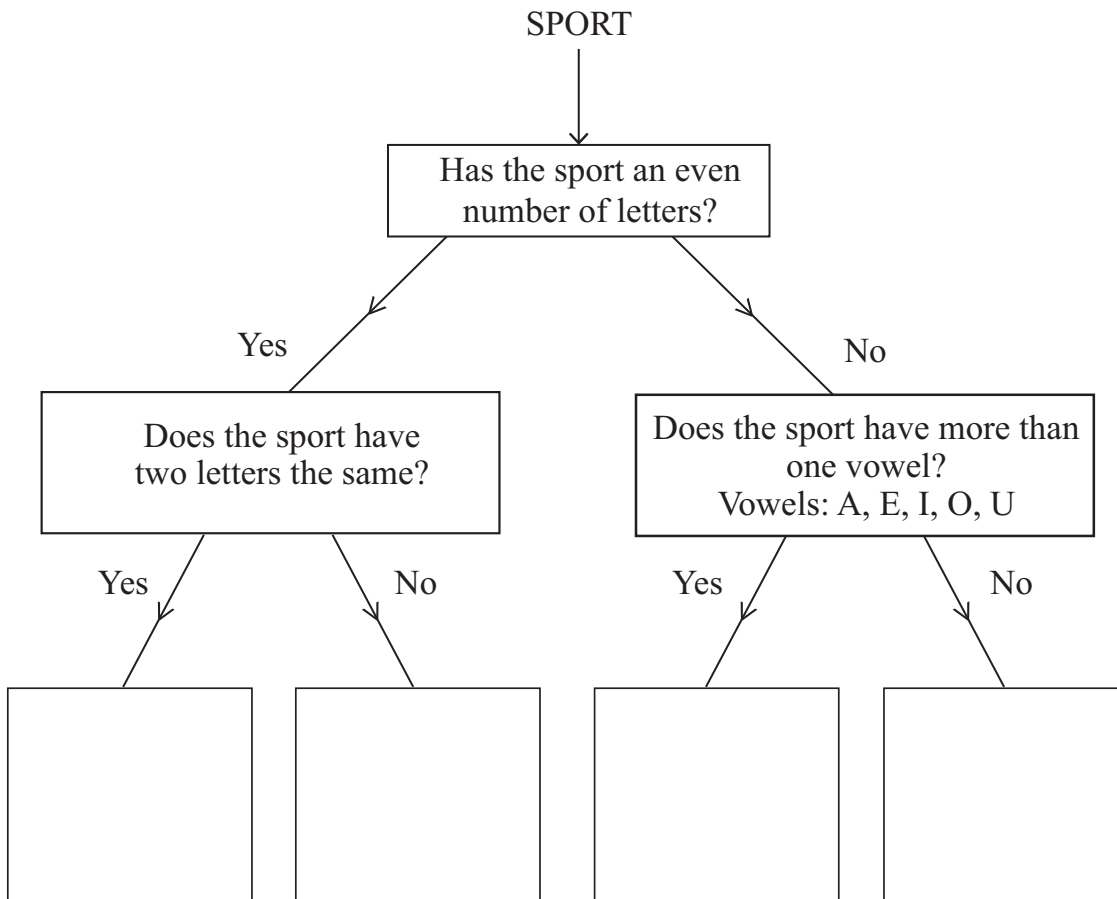 SPORT
Has the sport an even
number of letters?
Yes
No
Does the sport have
two letters the same?
Does the sport have more than
one vowel?
Vowels: A, E, I, O, U
Yes
No
Yes
No